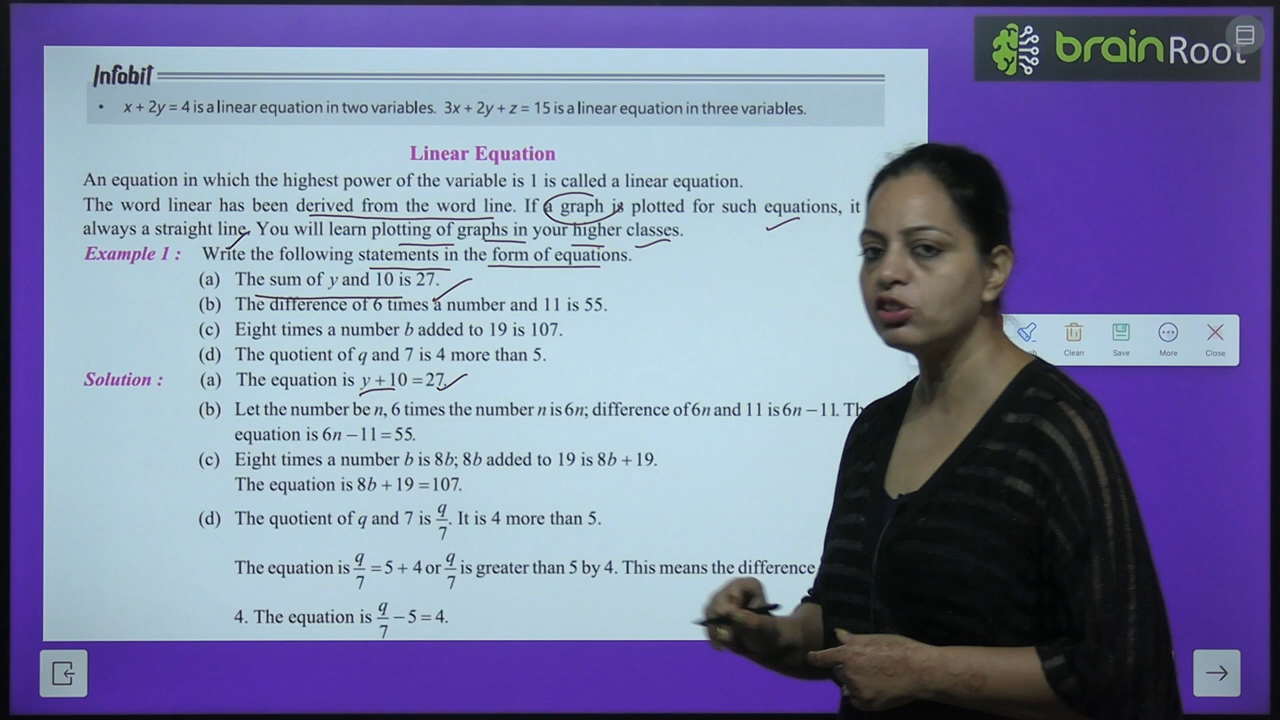 brainRoot
Infobit
• x + 2y = 4 is a linear equation in two variables. 3x + 2y + z = 15 is a linear equation in three variables.
Linear Equation
An equation in which the highest power of the variable is 1 is called a linear equation.
The word linear has been derived from the word line. If a graph is plotted for such equations, it
always a straight line. You will learn plotting of graphs in your higher classes.
Example 1 : Write the following statements in the form of equations.
(a) The sum of y and 10 is 27.
(b) The difference of 6 times a number and 11 is 55.
(c) Eight times a number b added to 19 is 107.
(d) The quotient of q and 7 is 4 more than 5.
Solution : (a) The equation is y + 10 = 27.
(b) Let the number be n, 6 times the number n is 6n; difference of 6n and 11 is 6n – 11. Th
equation is 6n – 11 = 55.
(c) Eight times a number b is 8b; 8b added to 19 is 8b + 19.
The equation is 8b + 19 = 107.
(d) The quotient of q and 7 is q/7. It is 4 more than 5.
The equation is q/7 = 5 + 4 or q/7 is greater than 5 by 4. This means the difference
4. The equation is q/7 – 5 = 4.
Clean Save More Close